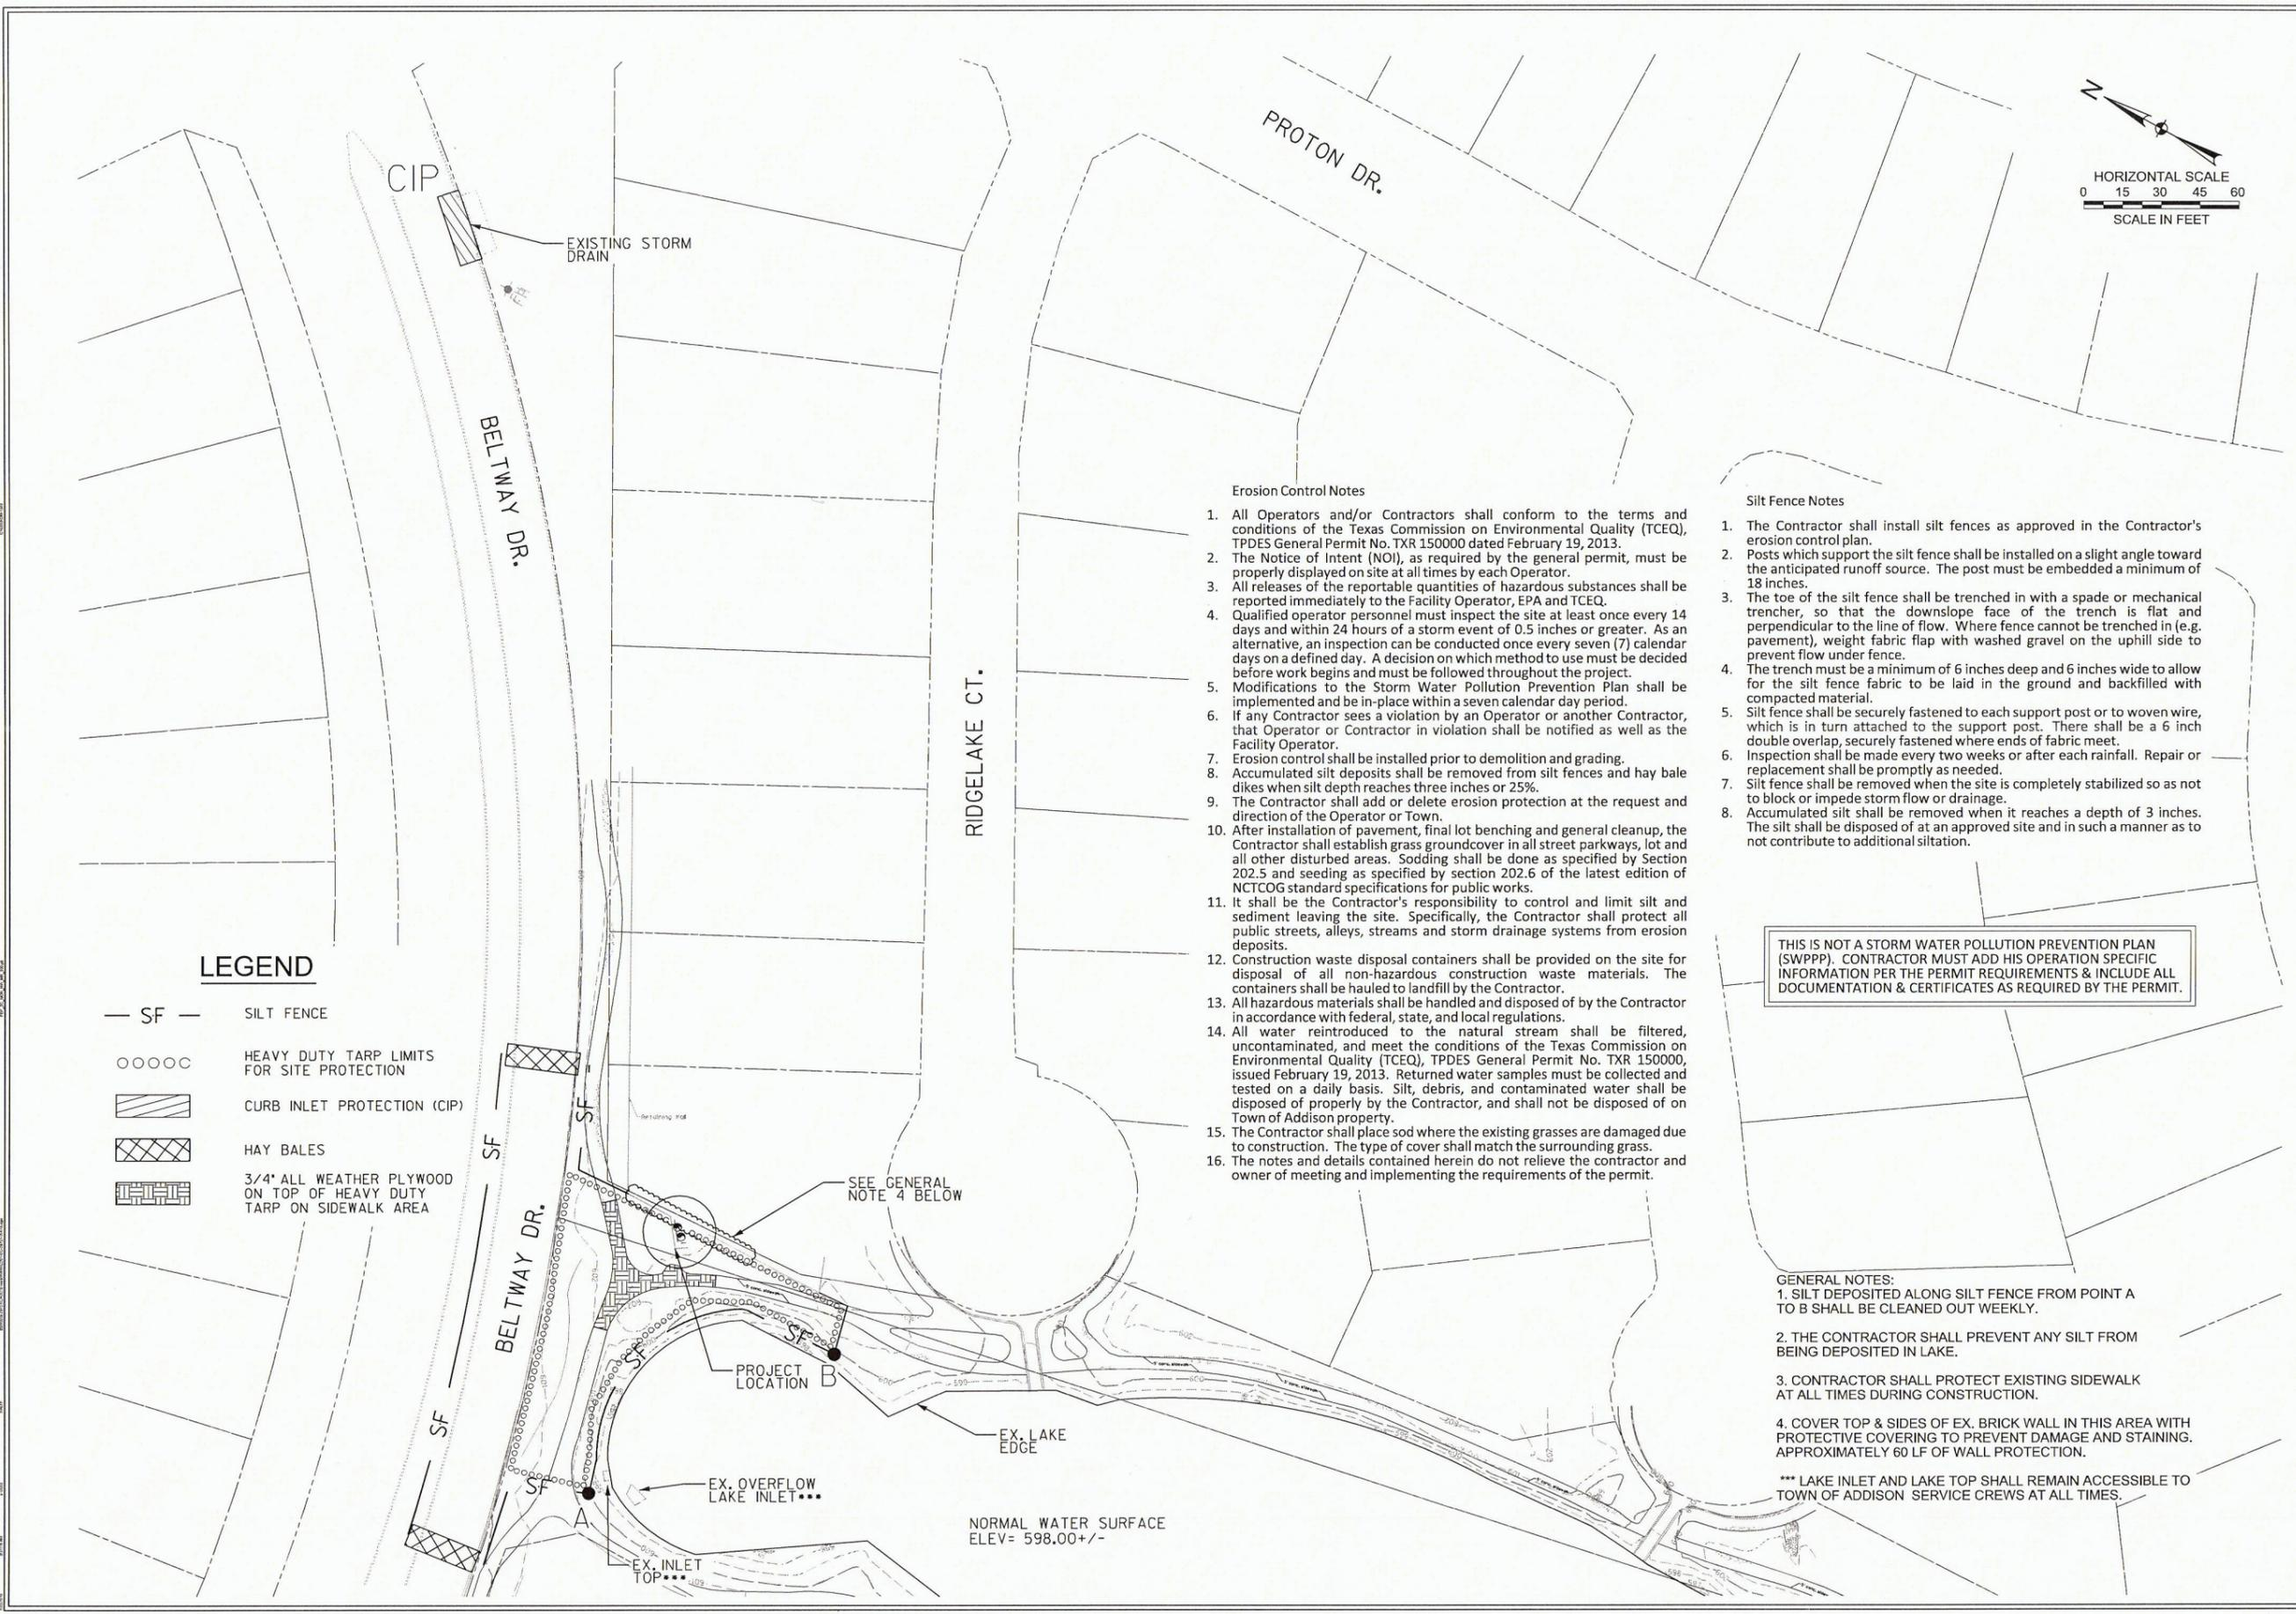 PROTON DR.
N
HORIZONTAL SCALE
0 15 30 45 60
SCALE IN FEET
CIP
EXISTING STORM
DRAIN
FH
BELTWAY DR.
RIDGELAKE CT.
Erosion Control Notes
1. All Operators and/or Contractors shall conform to the terms and
conditions of the Texas Commission on Environmental Quality (TCEQ),
TPDES General Permit No. TXR 150000 dated February 19, 2013.
2. The Notice of Intent (NOI), as required by the general permit, must be
properly displayed on site at all times by each Operator.
3. All releases of the reportable quantities of hazardous substances shall be
reported immediately to the Facility Operator, EPA and TCEQ.
4. Qualified operator personnel must inspect the site at least once every 14
days and within 24 hours of a storm event of 0.5 inches or greater. As an
alternative, an inspection can be conducted once every seven (7) calendar
days on a defined day. A decision on which method to use must be decided
before work begins and must be followed throughout the project.
5. Modifications to the Storm Water Pollution Prevention Plan shall be
implemented and be in-place within a seven calendar day period.
6. If any Contractor sees a violation by an Operator or another Contractor,
that Operator or Contractor in violation shall be notified as well as the
Facility Operator.
7. Erosion control shall be installed prior to demolition and grading.
8. Accumulated silt deposits shall be removed from silt fences and hay bale
dikes when silt depth reaches three inches or 25%.
9. The Contractor shall add or delete erosion protection at the request and
direction of the Operator or Town.
10. After installation of pavement, final lot benching and general cleanup, the
Contractor shall establish grass groundcover in all street parkways, lot and
all other disturbed areas. Sodding shall be done as specified by Section
202.5 and seeding as specified by section 202.6 of the latest edition of
NCTCOG standard specifications for public works.
11. It shall be the Contractor's responsibility to control and limit silt and
sediment leaving the site. Specifically, the Contractor shall protect all
public streets, alleys, streams and storm drainage systems from erosion
deposits.
12. Construction waste disposal containers shall be provided on the site for
disposal of all non-hazardous construction waste materials. The
containers shall be hauled to landfill by the Contractor.
13. All hazardous materials shall be handled and disposed of by the Contractor
in accordance with federal, state, and local regulations.
14. All water reintroduced to the natural stream shall be filtered,
uncontaminated, and meet the conditions of the Texas Commission on
Environmental Quality (TCEQ), TPDES General Permit No. TXR 150000,
issued February 19, 2013. Returned water samples must be collected and
tested on a daily basis. Silt, debris, and contaminated water shall be
disposed of properly by the Contractor, and shall not be disposed of on
Town of Addison property.
15. The Contractor shall place sod where the existing grasses are damaged due
to construction. The type of cover shall match the surrounding grass.
16. The notes and details contained herein do not relieve the contractor and
owner of meeting and implementing the requirements of the permit.
Silt Fence Notes
1. The Contractor shall install silt fences as approved in the Contractor's
erosion control plan.
2. Posts which support the silt fence shall be installed on a slight angle toward
the anticipated runoff source. The post must be embedded a minimum of
18 inches.
3. The toe of the silt fence shall be trenched in with a spade or mechanical
trencher, so that the downslope face of the trench is flat and
perpendicular to the line of flow. Where fence cannot be trenched in (e.g.
pavement), weight fabric flap with washed gravel on the uphill side to
prevent flow under fence.
4. The trench must be a minimum of 6 inches deep and 6 inches wide to allow
for the silt fence fabric to be laid in the ground and backfilled with
compacted material.
5. Silt fence shall be securely fastened to each support post or to woven wire,
which is in turn attached to the support post. There shall be a 6 inch
double overlap, securely fastened where ends of fabric meet.
6. Inspection shall be made every two weeks or after each rainfall. Repair or
replacement shall be promptly as needed.
7. Silt fence shall be removed when the site is completely stabilized so as not
to block or impede storm flow or drainage.
8. Accumulated silt shall be removed when it reaches a depth of 3 inches.
The silt shall be disposed of at an approved site and in such a manner as to
not contribute to additional siltation.
THIS IS NOT A STORM WATER POLLUTION PREVENTION PLAN
(SWPPP). CONTRACTOR MUST ADD HIS OPERATION SPECIFIC
INFORMATION PER THE PERMIT REQUIREMENTS & INCLUDE ALL
DOCUMENTATION & CERTIFICATES AS REQUIRED BY THE PERMIT.
LEGEND
SF SILT FENCE
HEAVY DUTY TARP LIMITS
FOR SITE PROTECTION
CURB INLET PROTECTION (CIP)
HAY BALES
3/4" ALL WEATHER PLYWOOD
ON TOP OF HEAVY DUTY
TARP ON SIDEWALK AREA
SF
SF
Retaining Wall
SEE GENERAL
NOTE 4 BELOW
BELTWAY DR.
SF
SF
PROJECT
LOCATION
B
SF
SF
A
EX. LAKE
EDGE
EX. OVERFLOW
LAKE INLET***
EX. INLET
TOP***
NORMAL WATER SURFACE
ELEV= 598.00+/-
GENERAL NOTES:
1. SILT DEPOSITED ALONG SILT FENCE FROM POINT A
TO B SHALL BE CLEANED OUT WEEKLY.
2. THE CONTRACTOR SHALL PREVENT ANY SILT FROM
BEING DEPOSITED IN LAKE.
3. CONTRACTOR SHALL PROTECT EXISTING SIDEWALK
AT ALL TIMES DURING CONSTRUCTION.
4. COVER TOP & SIDES OF EX. BRICK WALL IN THIS AREA WITH
PROTECTIVE COVERING TO PREVENT DAMAGE AND STAINING.
APPROXIMATELY 60 LF OF WALL PROTECTION.
*** LAKE INLET AND LAKE TOP SHALL REMAIN ACCESSIBLE TO
TOWN OF ADDISON SERVICE CREWS AT ALL TIMES.